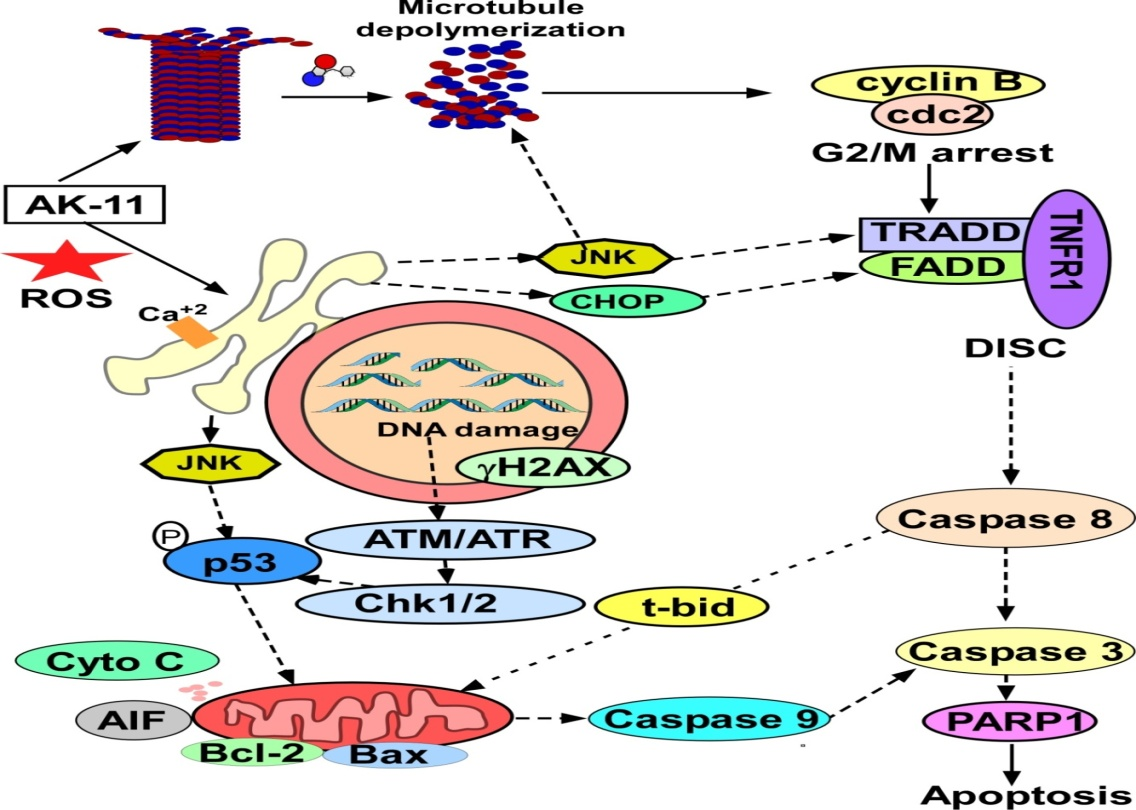 Microtubule
depolymerization
cyclin B
cdc2
G2/M arrest
AK-11
TRADD
TNFR1
JNK
FADD
ROS
Ca+2
CHOP
DISC
DNA damage
JNK
γH2AX
Caspase 8
P
ATM/ATR
p53
Chk1/2
t-bid
Cyto C
Caspase 3
AIF
Caspase 9
PARP1
Bcl-2
Bax
Apoptosis